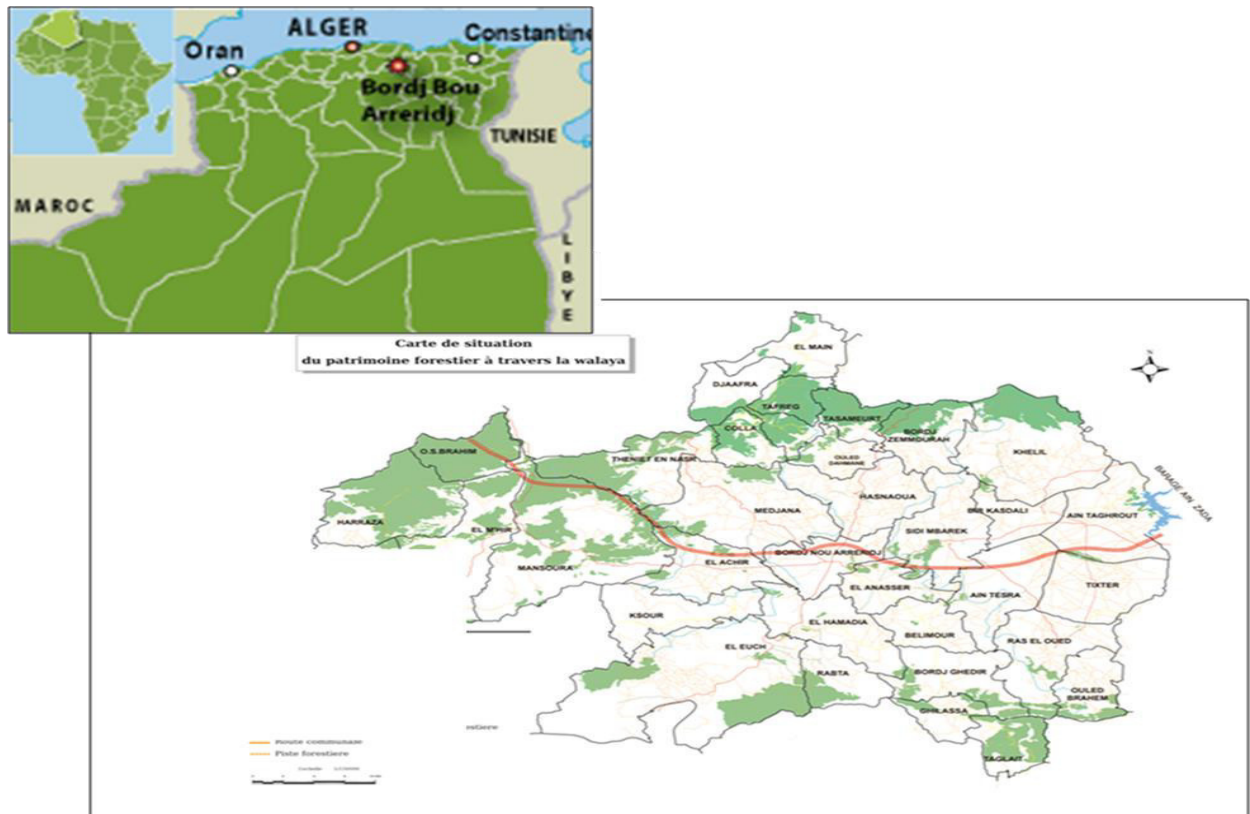 ALGER
Constantine
Oran
Bordj Bou
Arreridj
TUNISIE
MAROC
LIBYE
Carte de situation
du patrimoine forestier à travers la walaya
N
EL MAIN
DJAAFRA
TAFREG
TASAMEURT
COLLA
BORDJ
ZEMMOURAH
O.S.BRAHIM
THENIET EN NASR
OULED
DAHMANE
KHELIL
BARAGE AIN ZADA
HASNAOUA
HARRAZA
EL M'HIR
MEDJANA
BIR KASDALI
AIN TAGHROUT
SIDI MBAREK
BORDJ NOU ARRERIDJ
MANSOURA
EL ACHIR
EL ANASSER
AIN TESRA
TIXTER
KSOUR
EL HAMADIA
BELIMOUR
RAS EL OUED
EL EUCH
RABTA
BORDJ GHEDIR
OULED
BRAHEM
GHILASSA
estiere
Route communale
Piste forestiere
TAGLAIT